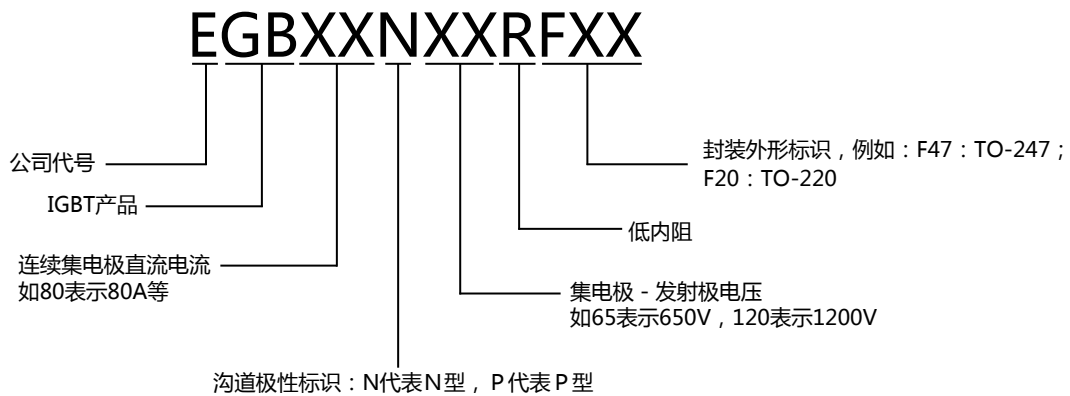 EGBXXNXXRFXX
公司代号
IGBT产品
连续集电极直流电流
如80表示80A等
沟道极性标识：N代表N型，P代表P型
封装外形标识，例如：F47：TO-247；
F20：TO-220
低内阻
集电极 - 发射极电压
如65表示650V，120表示1200V